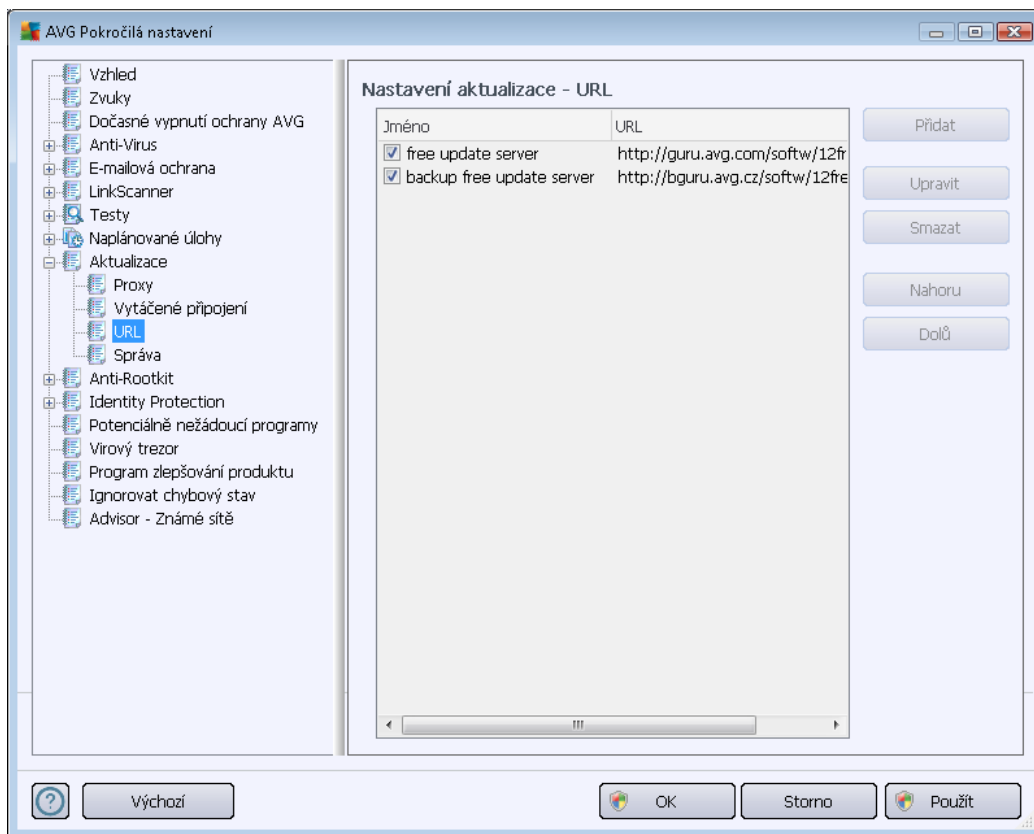 AVG Pokročilá nastavení
Vzhled
Zvuky
Dočasné vypnutí ochrany AVG
Anti-Virus
E-mailová ochrana
LinkScanner
Testy
Naplánované úlohy
Aktualizace
Proxy
Vytáčené připojení
URL
Správa
Anti-Rootkit
Identity Protection
Potenciálně nežádoucí programy
Virový trezor
Program zlepšování produktu
Ignorovat chybový stav
Advisor - Známé sítě
Nastavení aktualizace - URL
Jméno URL
free update server http://guru.avg.com/softw/12fr
backup free update server http://bguru.avg.cz/softw/12fre
Přidat
Upravit
Smazat
Nahoru
Dolů
Výchozí
OK
Storno
Použít